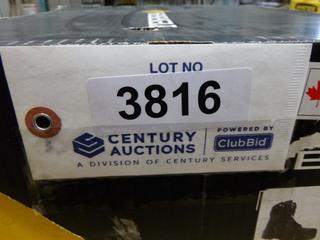 LOT NO
3816
CENTURY
AUCTIONS
POWERED BY
ClubBid
A DIVISION OF CENTURY SERVICES